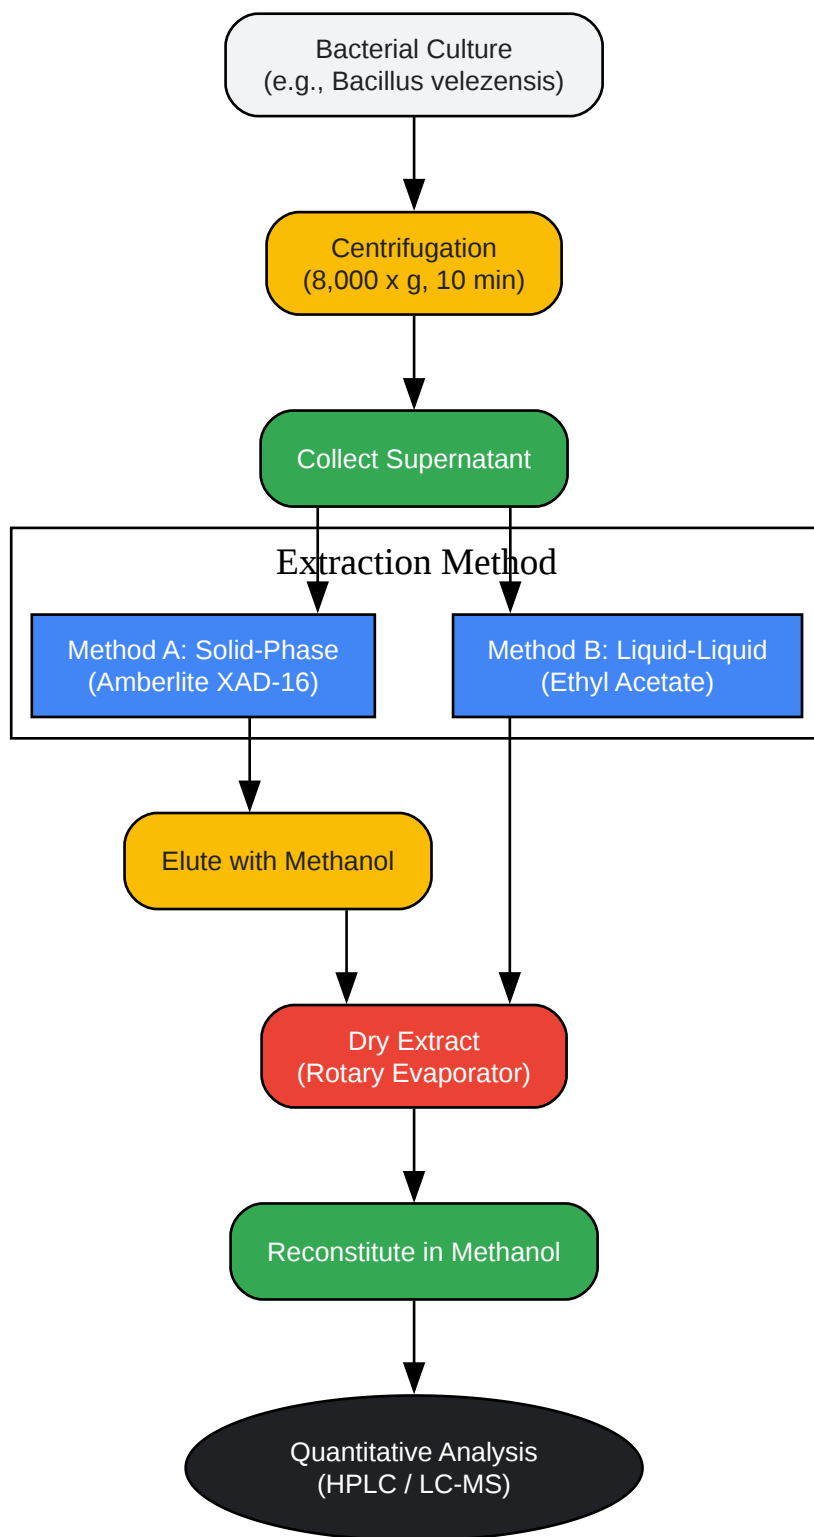 Bacterial Culture
(e.g., Bacillus velezensis)
Centrifugation
(8,000 x g, 10 min)
Collect Supernatant
Extraction Method
Method A: Solid-Phase
(Amberlite XAD-16)
Method B: Liquid-Liquid
(Ethyl Acetate)
Elute with Methanol
Dry Extract
(Rotary Evaporator)
Reconstitute in Methanol
Quantitative Analysis
(HPLC / LC-MS)